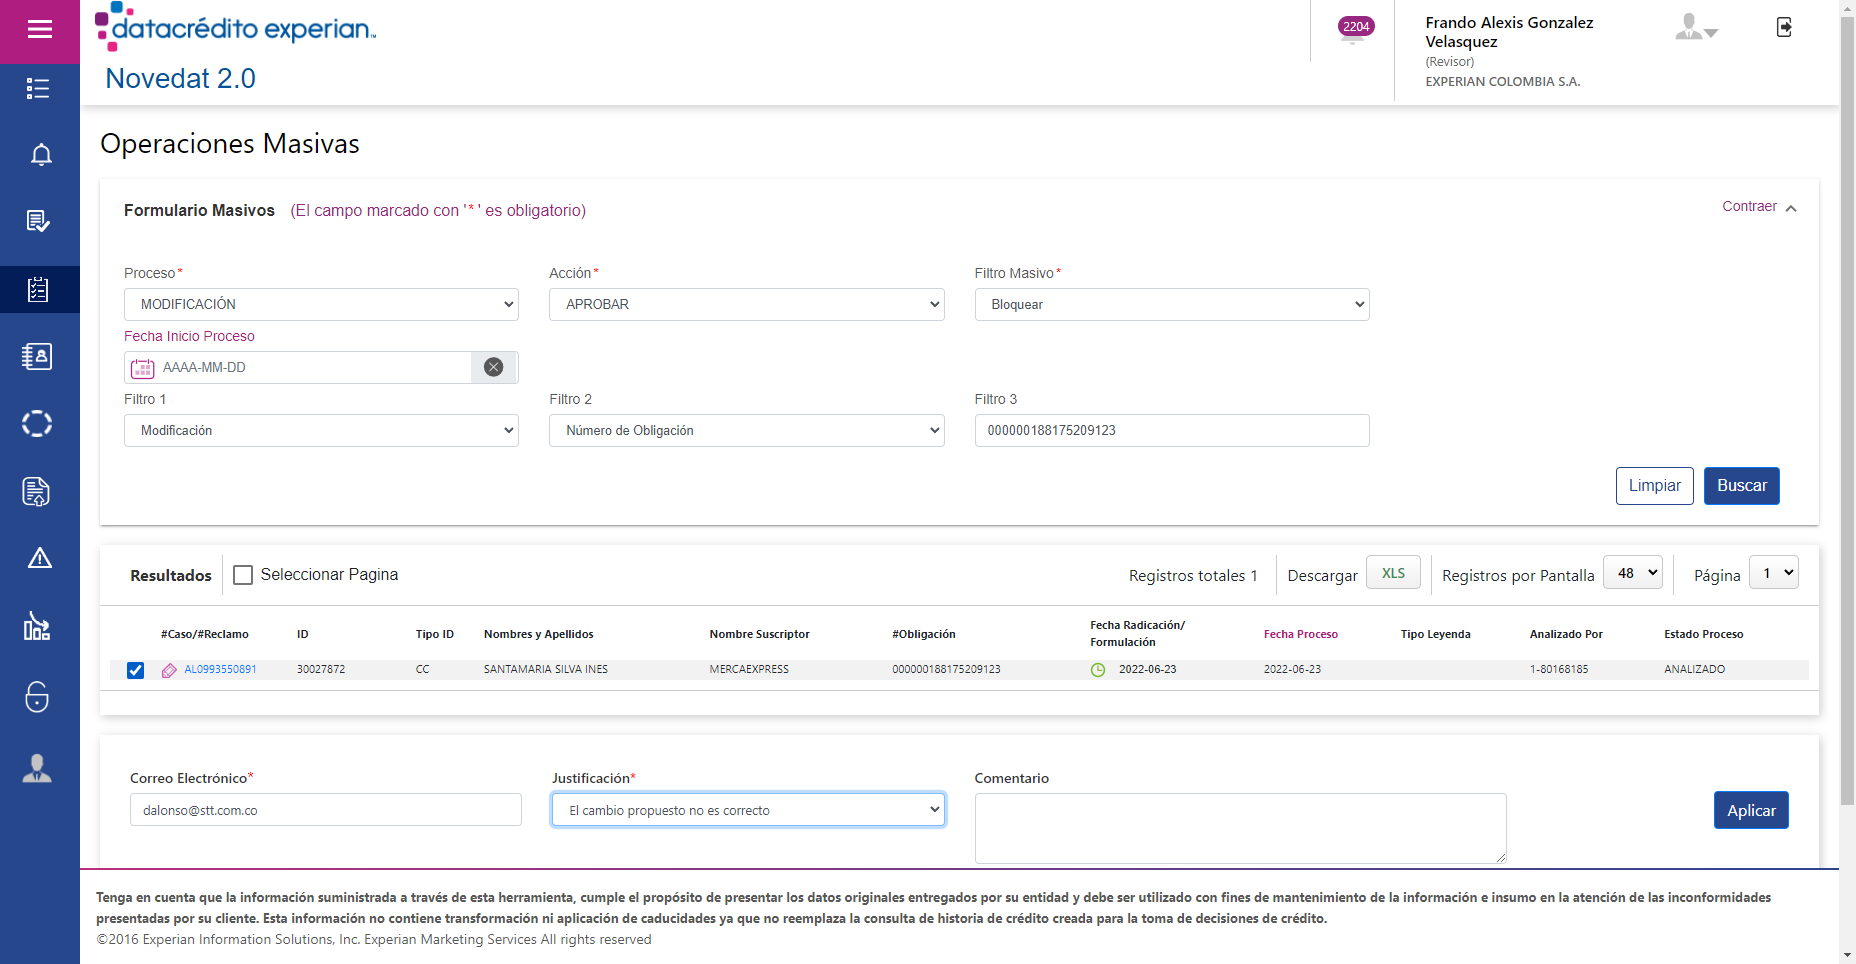 datacrédito experian™
Novedat 2.0
2204
Frando Alexis Gonzalez
Velasquez
(Revisor)
EXPERIAN COLOMBIA S.A.
Operaciones Masivas
Formulario Masivos (El campo marcado con '*' es obligatorio)
Contraer
Proceso* Acción* Filtro Masivo*
MODIFICACIÓN APROBAR Bloquear
Fecha Inicio Proceso
AAAA-MM-DD
Filtro 1 Filtro 2 Filtro 3
Modificación Número de Obligación 000000188175209123
Limpiar Buscar
Resultados Seleccionar Pagina Registros totales 1 Descargar XLS Registros por Pantalla 48 Página 1
#Caso/#Reclamo ID Tipo ID Nombres y Apellidos Nombre Suscriptor #Obligación Fecha Radicación/ Fecha Proceso Tipo Leyenda Analizado Por Estado Proceso
Formulación
AL0993550891 30027872 CC SANTAMARIA SILVA INES MERCAEXPRESS 000000188175209123 2022-06-23 2022-06-23 1-80168185 ANALIZADO
Correo Electrónico* Justificación* Comentario
dalonso@stt.com.co El cambio propuesto no es correcto
Aplicar
Tenga en cuenta que la información suministrada a través de esta herramienta, cumple el propósito de presentar los datos originales entregados por su entidad y debe ser utilizado con fines de mantenimiento de la información e insumo en la atención de las inconformidades
presentadas por su cliente. Esta información no contiene transformación ni aplicación de caducidades ya que no reemplaza la consulta de historia de crédito creada para la toma de decisiones de crédito.
©2016 Experian Information Solutions, Inc. Experian Marketing Services All rights reserved